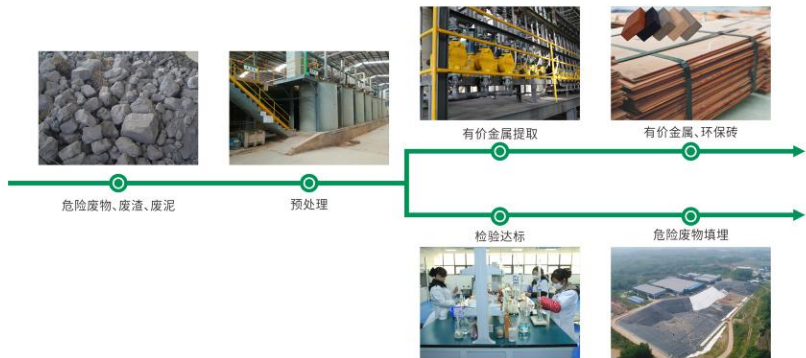 有价金属提取
有价金属、环保砖
危险废物、废渣、废泥
预处理
检验达标
危险废物填埋